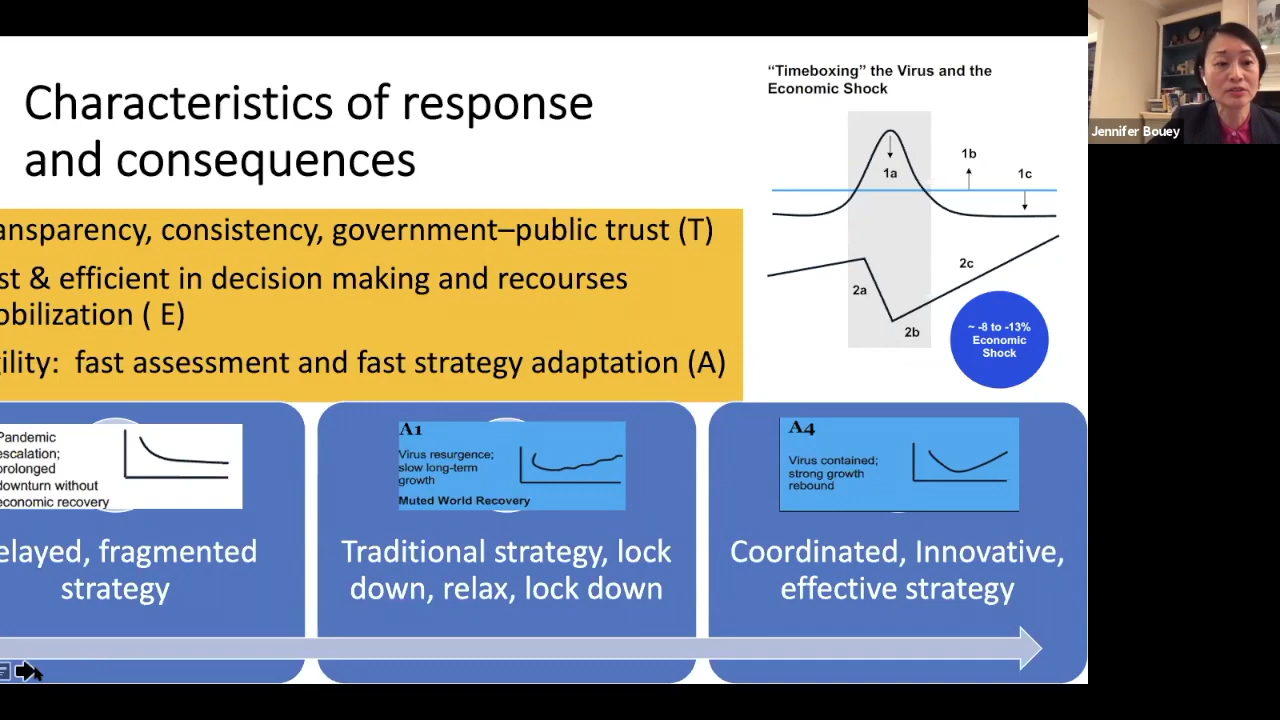 Characteristics of response
and consequences
ansparency, consistency, government–public trust (T)
st & efficient in decision making and recourses
obilization ( E)
gility:  fast assessment and fast strategy adaptation (A)
“Timeboxing” the Virus and the
Economic Shock
1a
1b
1c
2a
2b
2c
~ -8 to -13%
Economic
Shock
Jennifer Bouey
Pandemic
escalation;
prolonged
downturn without
economic recovery
elayed, fragmented
strategy
A1
Virus resurgence;
slow long-term
growth
Muted World Recovery
Traditional strategy, lock
down, relax, lock down
A4
Virus contained;
strong growth
rebound
Coordinated, Innovative,
effective strategy